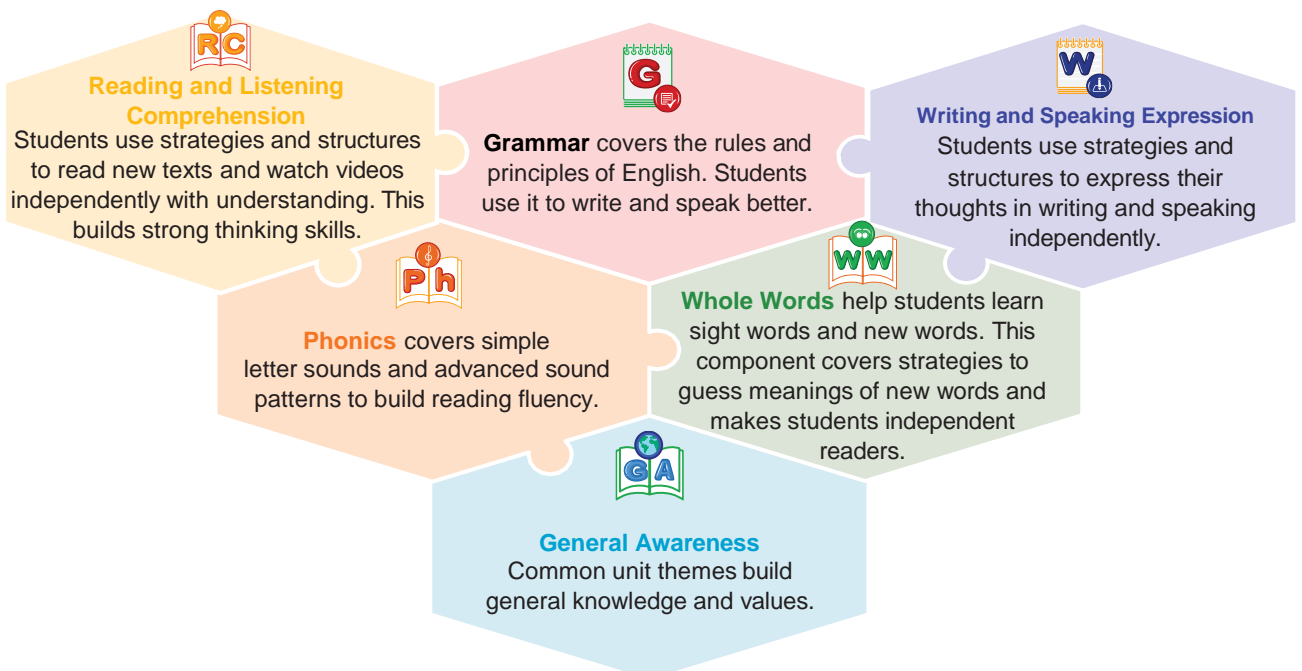 RC
Reading and Listening
Comprehension
Students use strategies and structures
to read new texts and watch videos
independently with understanding. This
builds strong thinking skills.
G
Grammar covers the rules and
principles of English. Students
use it to write and speak better.
W
Writing and Speaking Expression
Students use strategies and
structures to express their
thoughts in writing and speaking
independently.
Ph
Phonics covers simple
letter sounds and advanced sound
patterns to build reading fluency.
WW
Whole Words help students learn
sight words and new words. This
component covers strategies to
guess meanings of new words and
makes students independent
readers.
GA
General Awareness
Common unit themes build
general knowledge and values.